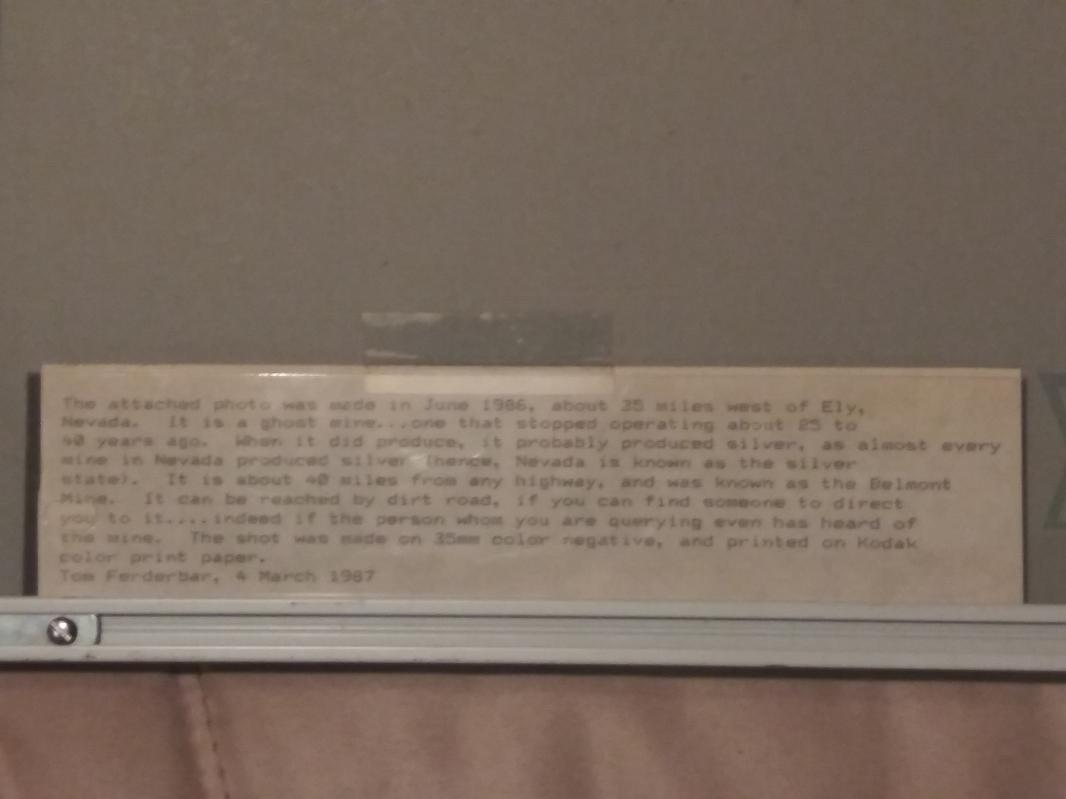 The attached photo was made in June 1986, about 35 miles west of Ely,
Nevada.  It is a ghost mine...one that stopped operating about 25 to
40 years ago.  When it did produce, it probably produced silver, as almost every
mine in Nevada produced silver (hence, Nevada is known as the silver
state).  It is about 40 miles from any highway, and was known as the Belmont
Mine.  It can be reached by dirt road, if you can find someone to direct
you to it....indeed if the person whom you are querying even has heard of
the mine.  The shot was made on 35mm color negative, and printed on Kodak
color print paper.
Tom Ferderbar, 4 March 1987